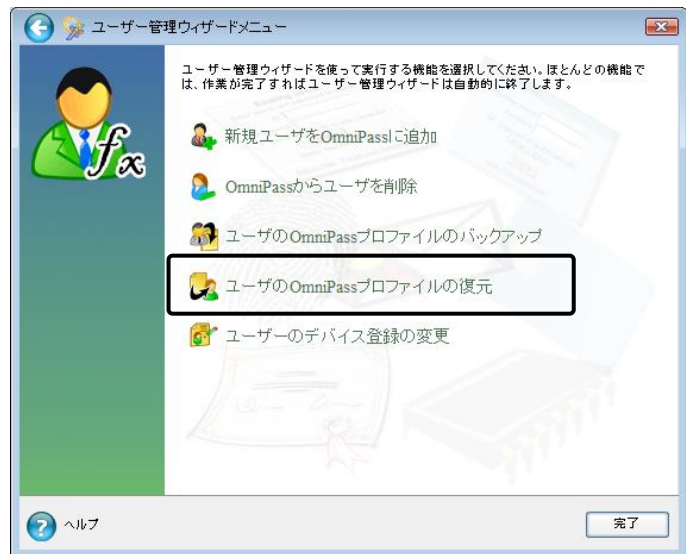 ユーザー管理ウィザードメニュー
ユーザー管理ウィザードを使って実行する機能を選択してください。ほとんどの機能で
は、作業が完了すればユーザー管理ウィザードは自動的に終了します。
fx
新規ユーザをOmniPassに追加
OmniPassからユーザを削除
ユーザのOmniPassプロファイルのバックアップ
ユーザのOmniPassプロファイルの復元
ユーザーのデバイス登録の変更
ヘルプ
完了